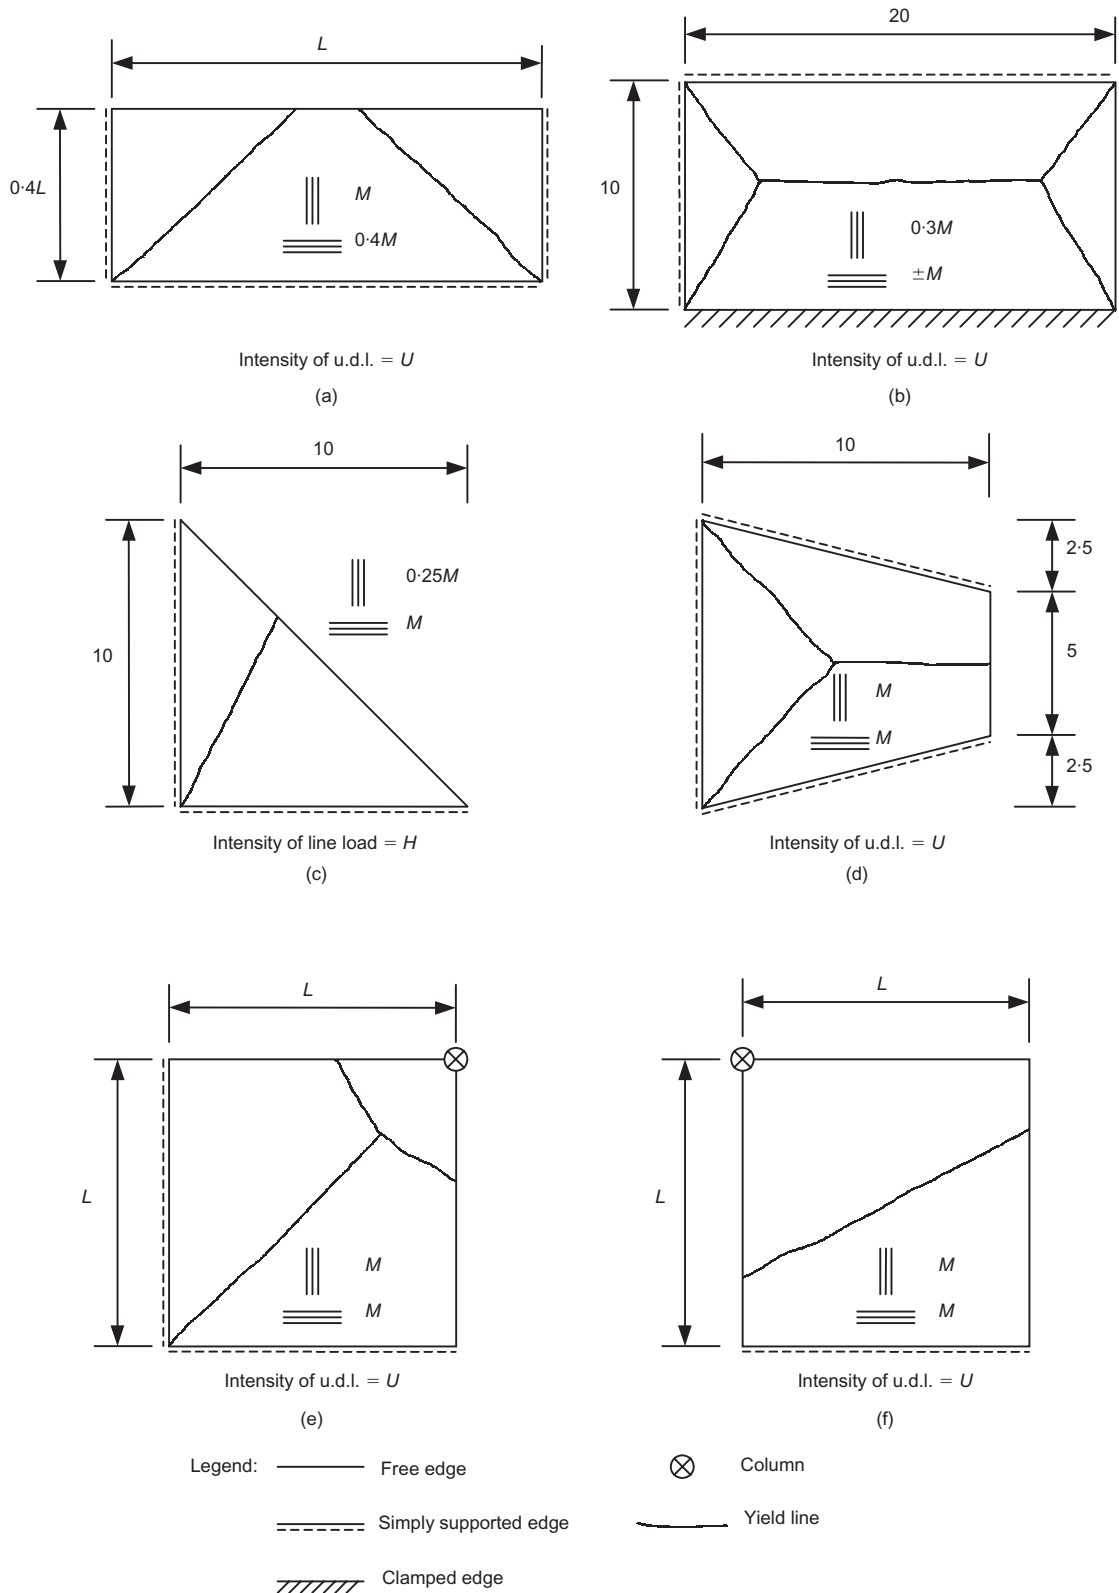 L
0·4L
M
0·4M
Intensity of u.d.l. = U
(a)
20
10
0·3M
±M
Intensity of u.d.l. = U
(b)
10
10
0·25M
M
Intensity of line load = H
(c)
10
2·5
5
2·5
M
M
Intensity of u.d.l. = U
(d)
L
L
M
M
Intensity of u.d.l. = U
(e)
L
L
M
M
Intensity of u.d.l. = U
(f)
Legend:
Free edge
Column
Simply supported edge
Yield line
Clamped edge